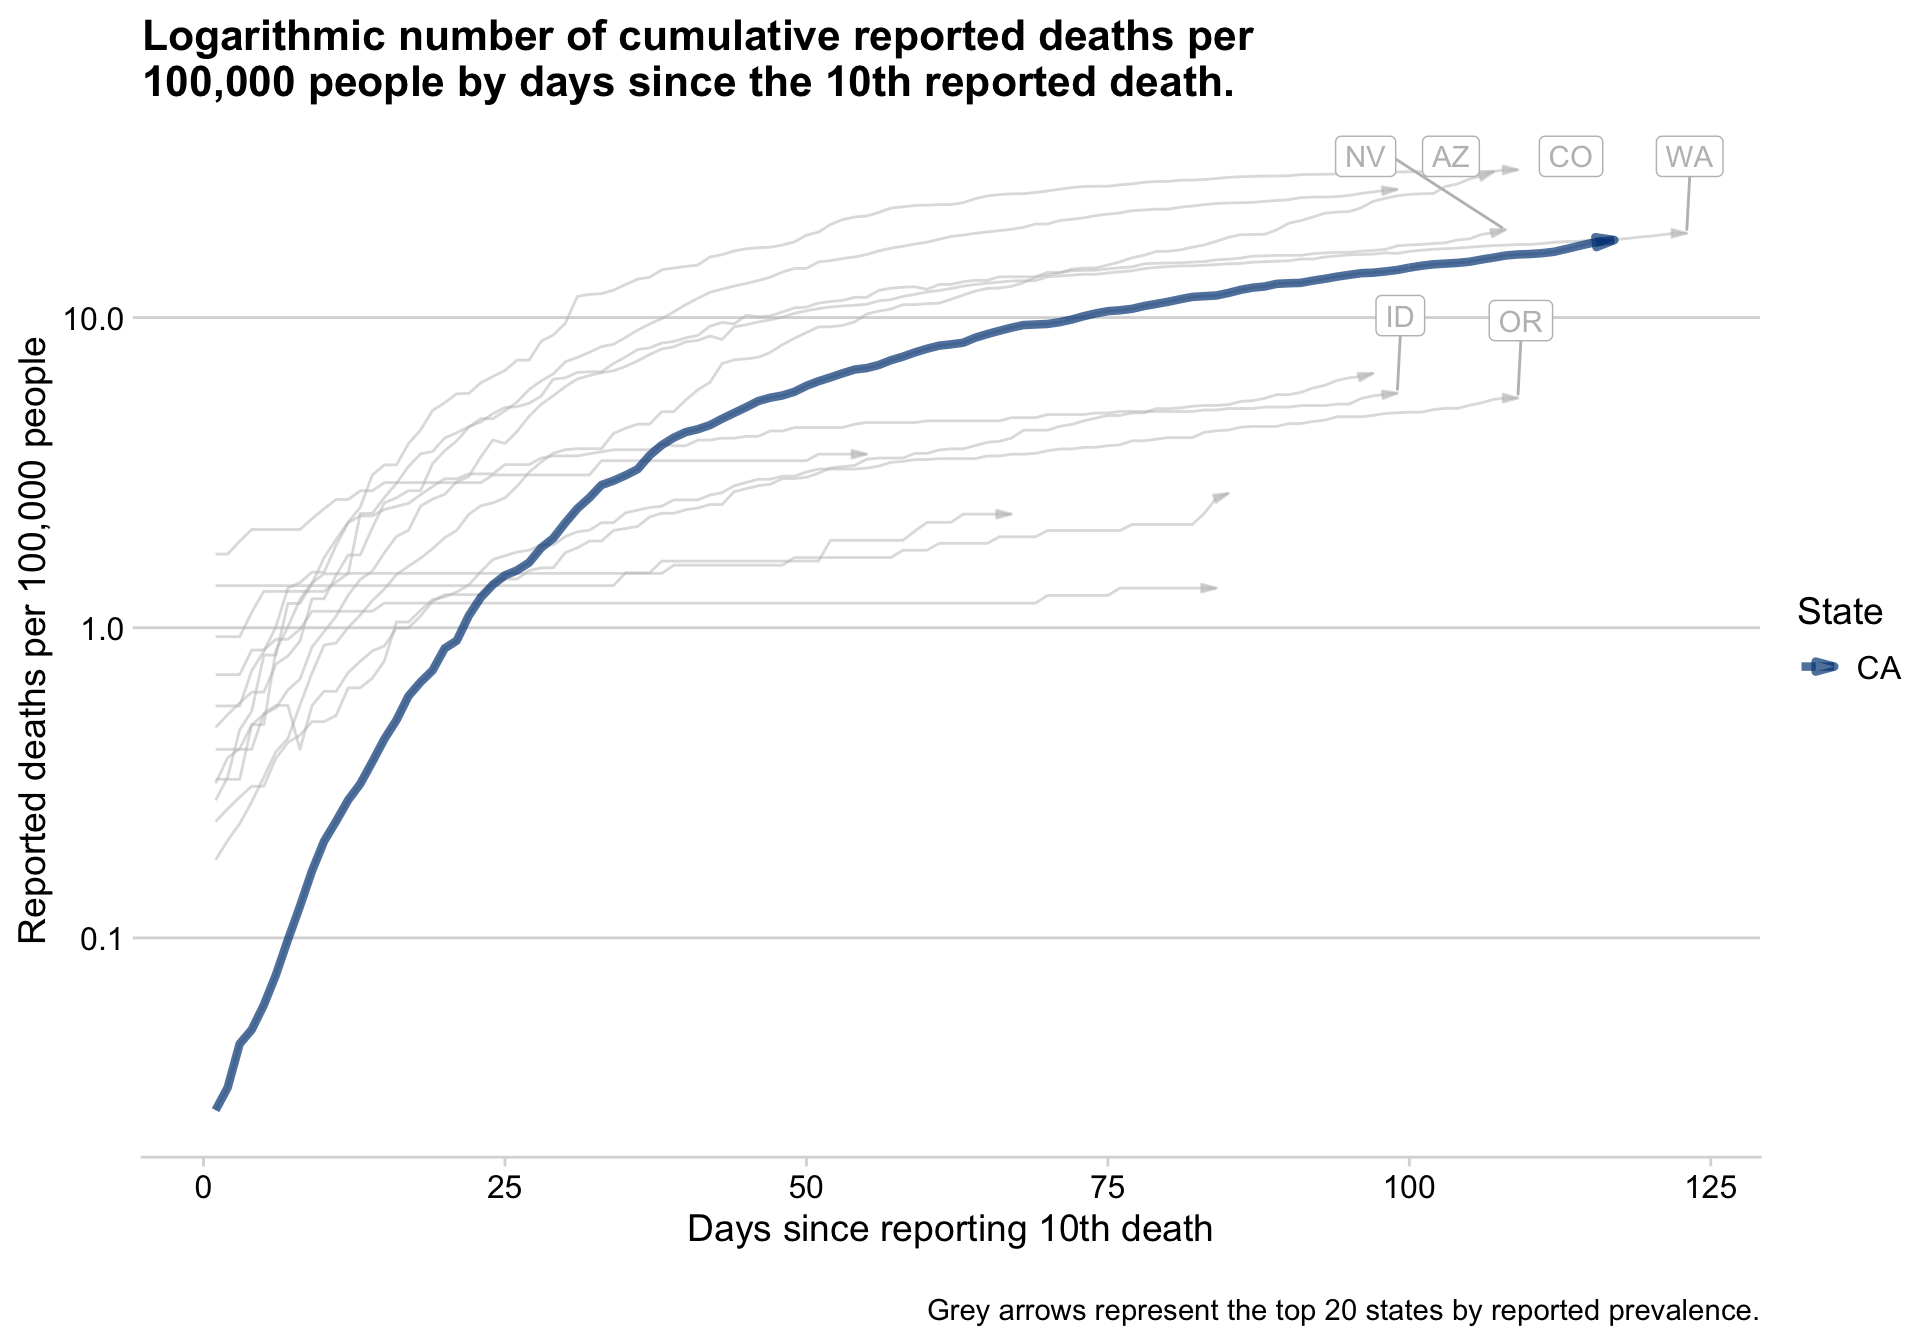 Logarithmic number of cumulative reported deaths per
100,000 people by days since the 10th reported death.
NV
AZ
CO
WA
ID
OR
10.0
1.0
0.1
Reported deaths per 100,000 people
0
25
50
75
100
125
Days since reporting 10th death
State
CA
Grey arrows represent the top 20 states by reported prevalence.